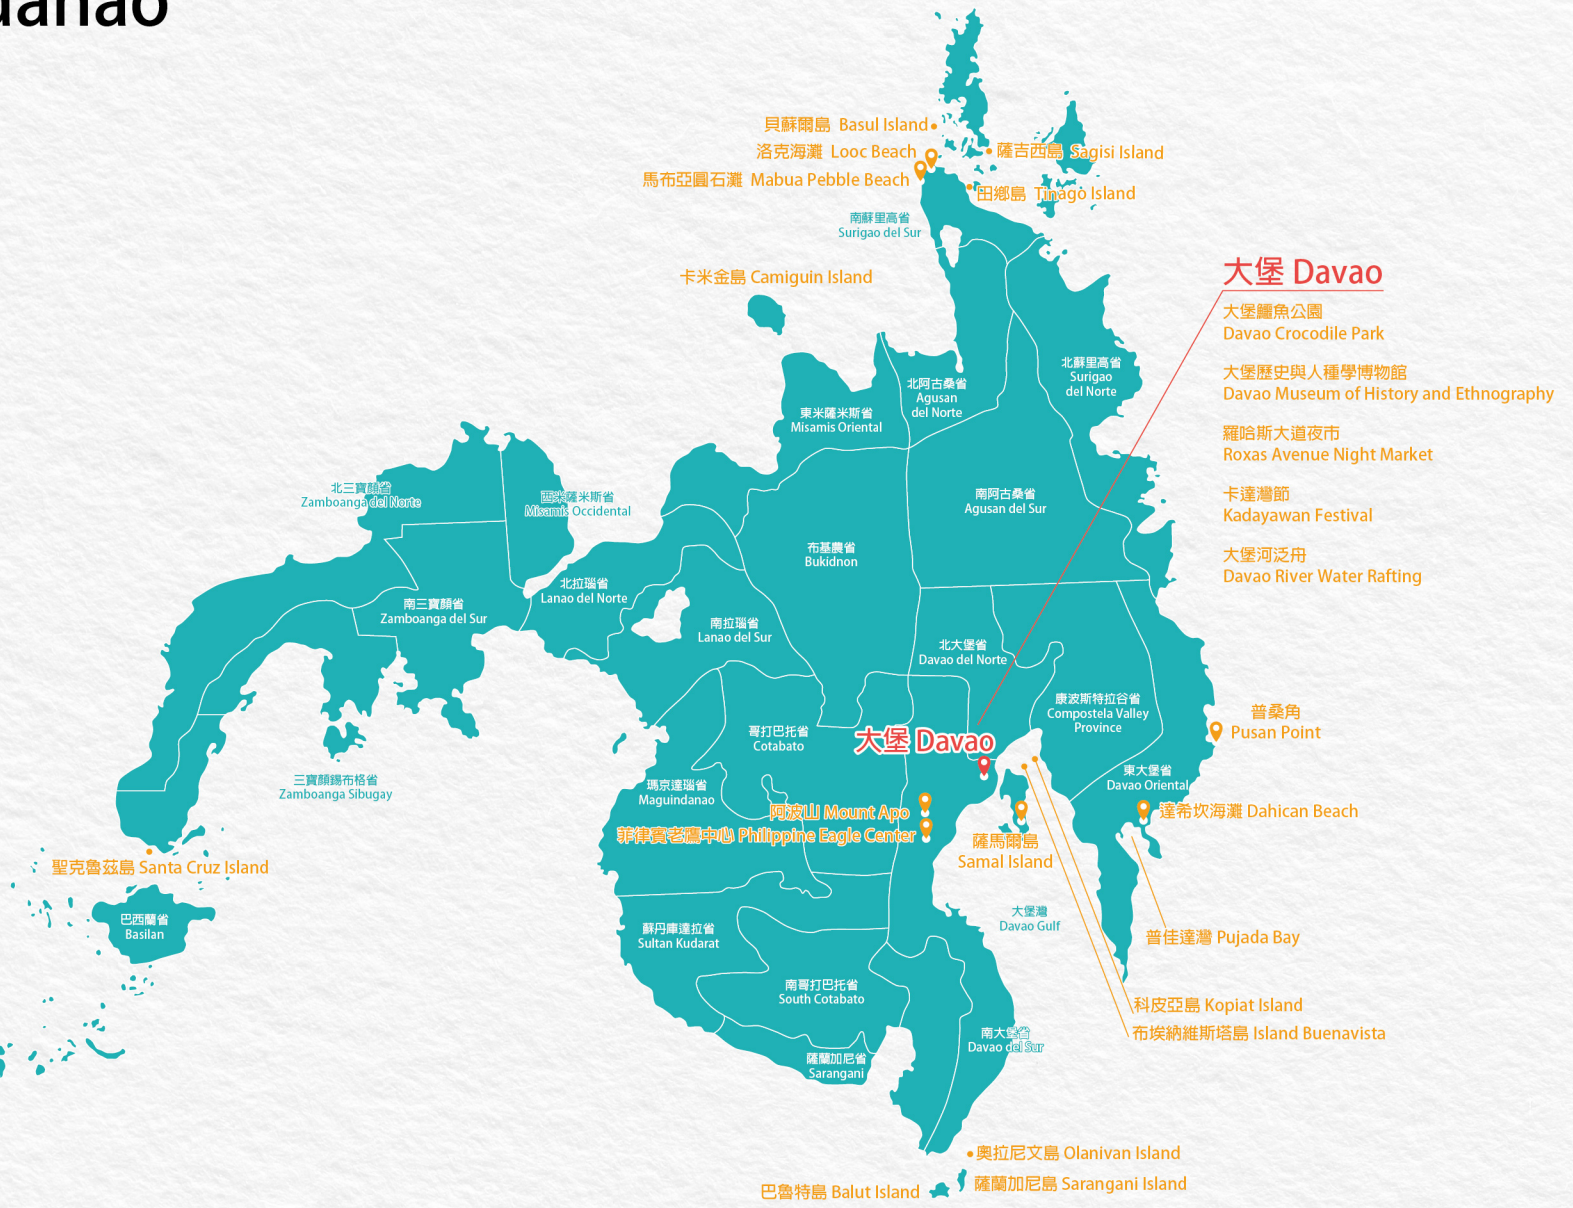 貝蘇爾島 Basul Island
洛克海灘 Looc Beach
薩吉西島 Sagisi Island
馬布亞圓石灘 Mabua Pebble Beach
田鄉島 Tinago Island
南蘇里高省
Surigao del Sur
卡米金島 Camiguin Island
大堡 Davao
大堡鱷魚公園
Davao Crocodile Park
大堡歷史與人種學博物館
Davao Museum of History and Ethnography
羅哈斯大道夜市
Roxas Avenue Night Market
卡達灣節
Kadayawan Festival
大堡河泛舟
Davao River Water Rafting
北蘇里高省
Surigao
del Norte
北阿古桑省
Agusan
del Norte
東米薩米斯省
Misamis Oriental
北三寶顏省
Zamboanga del Norte
西米薩米斯省
Misamis Occidental
南阿古桑省
Agusan del Sur
布基農省
Bukidnon
北拉瑙省
Lanao del Norte
南三寶顏省
Zamboanga del Sur
南拉瑙省
Lanao del Sur
北大堡省
Davao del Norte
康波斯特拉谷省
Compostela Valley
Province
普桑角
Pusan Point
哥打巴托省
Cotabato
大堡 Davao
三寶顏錫布格省
Zamboanga Sibugay
瑪京達瑙省
Maguindanao
東大堡省
Davao Oriental
阿波山 Mount Apo
達希坎海灘 Dahican Beach
菲律賓老鷹中心 Philippine Eagle Center
薩馬爾島
Samal Island
聖克魯茲島 Santa Cruz Island
巴西蘭省
Basilan
大堡灣
Davao Gulf
蘇丹庫達拉省
Sultan Kudarat
普佳達灣 Pujada Bay
南哥打巴托省
South Cotabato
科皮亞島 Kopiat Island
布埃納維斯塔島 Island Buenavista
南大堡省
Davao del Sur
薩蘭加尼省
Sarangani
奧拉尼文島 Olanivan Island
薩蘭加尼島 Sarangani Island
巴魯特島 Balut Island